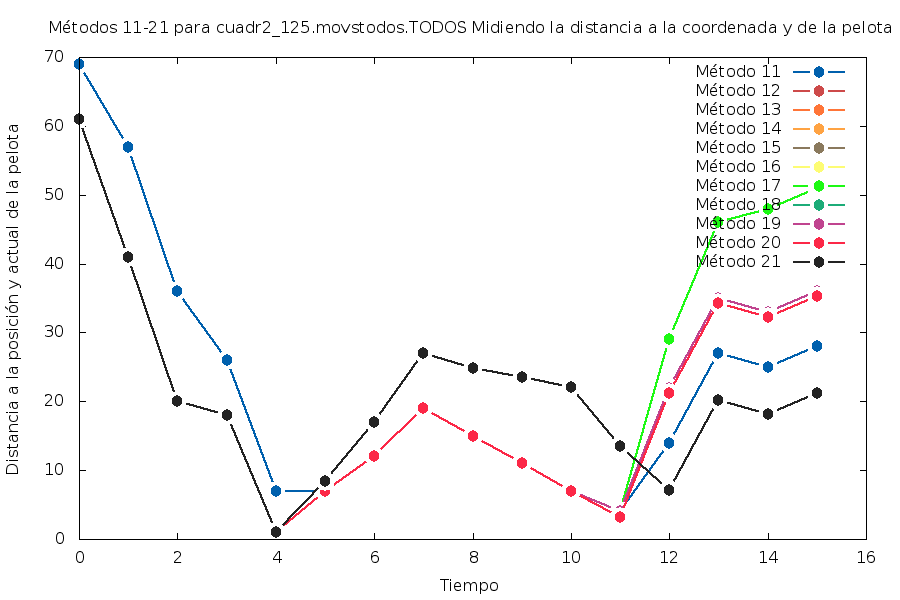 Métodos 11-21 para cuadr2_125.movstodos.TODOS Midiendo la distancia a la coordenada y de la pelota
Distancia a la posición y actual de la pelota
70
60
50
40
30
20
10
0
0 2 4 6 8 10 12 14 16
Tiempo
Método 11
Método 12
Método 13
Método 14
Método 15
Método 16
Método 17
Método 18
Método 19
Método 20
Método 21